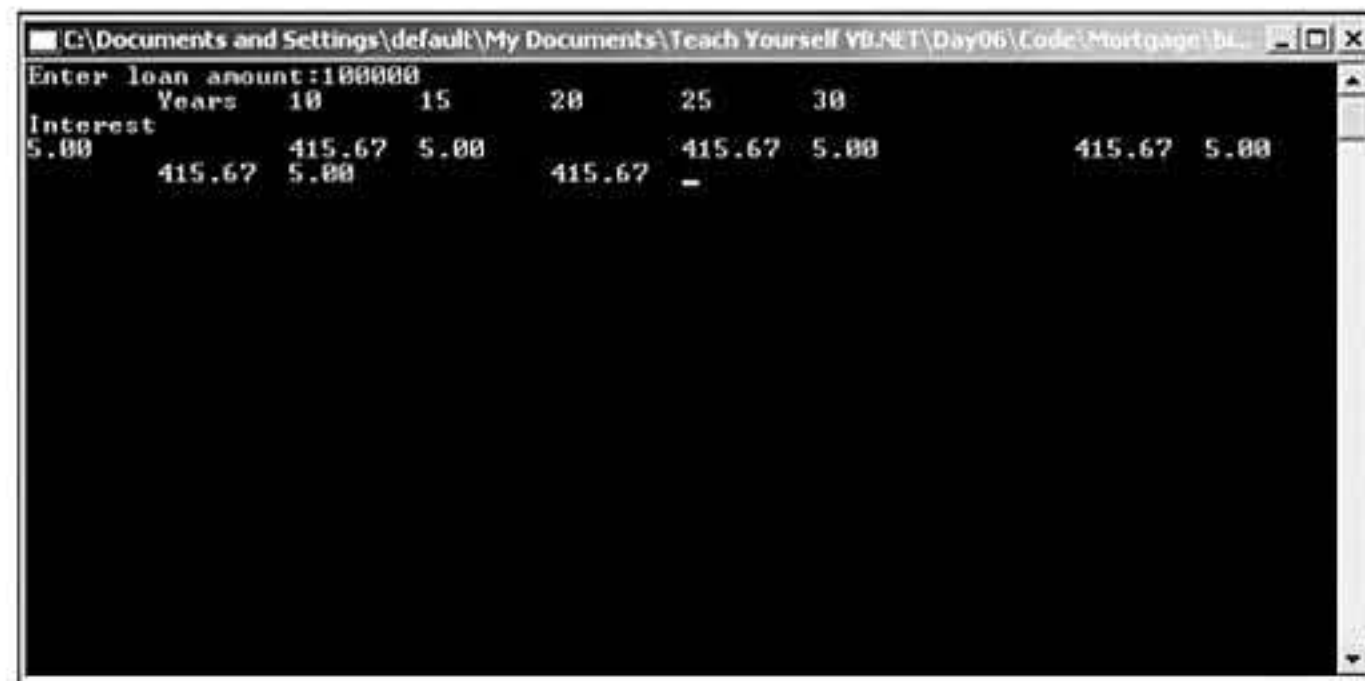 C:\Documents and Settings\default\My Documents\Teach Yourself VB.NET\Day06\Code\Mortgage\bi...
Enter loan amount:100000
Years 10 15 20 25 30
Interest
5.00 415.67 5.00 415.67 5.00 415.67 5.00
415.67 5.00 415.67 _